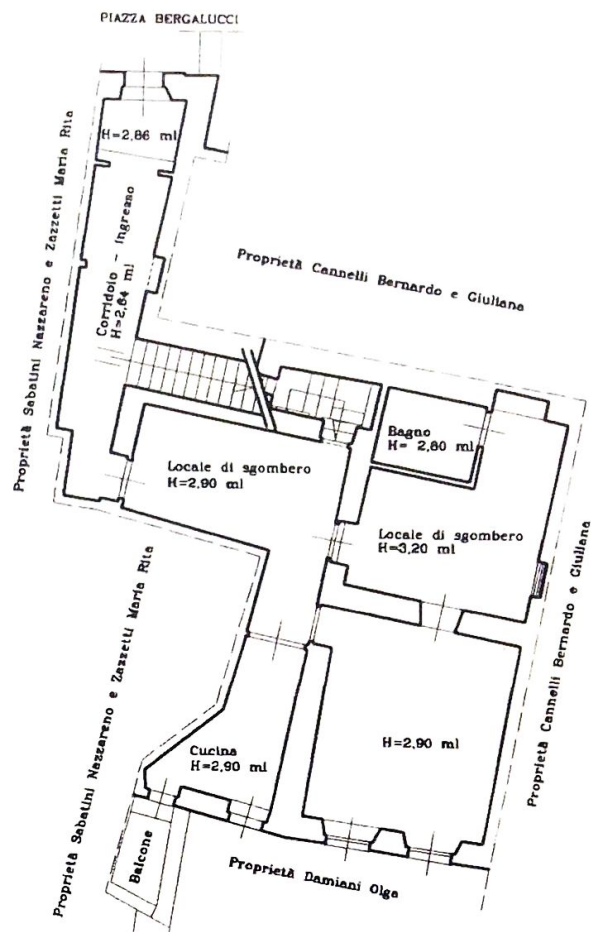 PIAZZA BERGALUCCI
H=2,86 ml
Proprietà Sabatini Nazzareno e Zazzetti Maria Rita
Corridoio - ingresso
H=2,84 ml
Proprietà Cannelli Bernardo e Giuliana
Bagno
H= 2,80 ml
Locale di sgombero
H=2,90 ml
Locale di sgombero
H=3,20 ml
Proprietà Cannelli Bernardo e Giuliana
Proprietà Sabatini Nazzareno e Zazzetti Maria Rita
Cucina
H=2,90 ml
H=2,90 ml
Balcone
Proprietà Damiani Olga